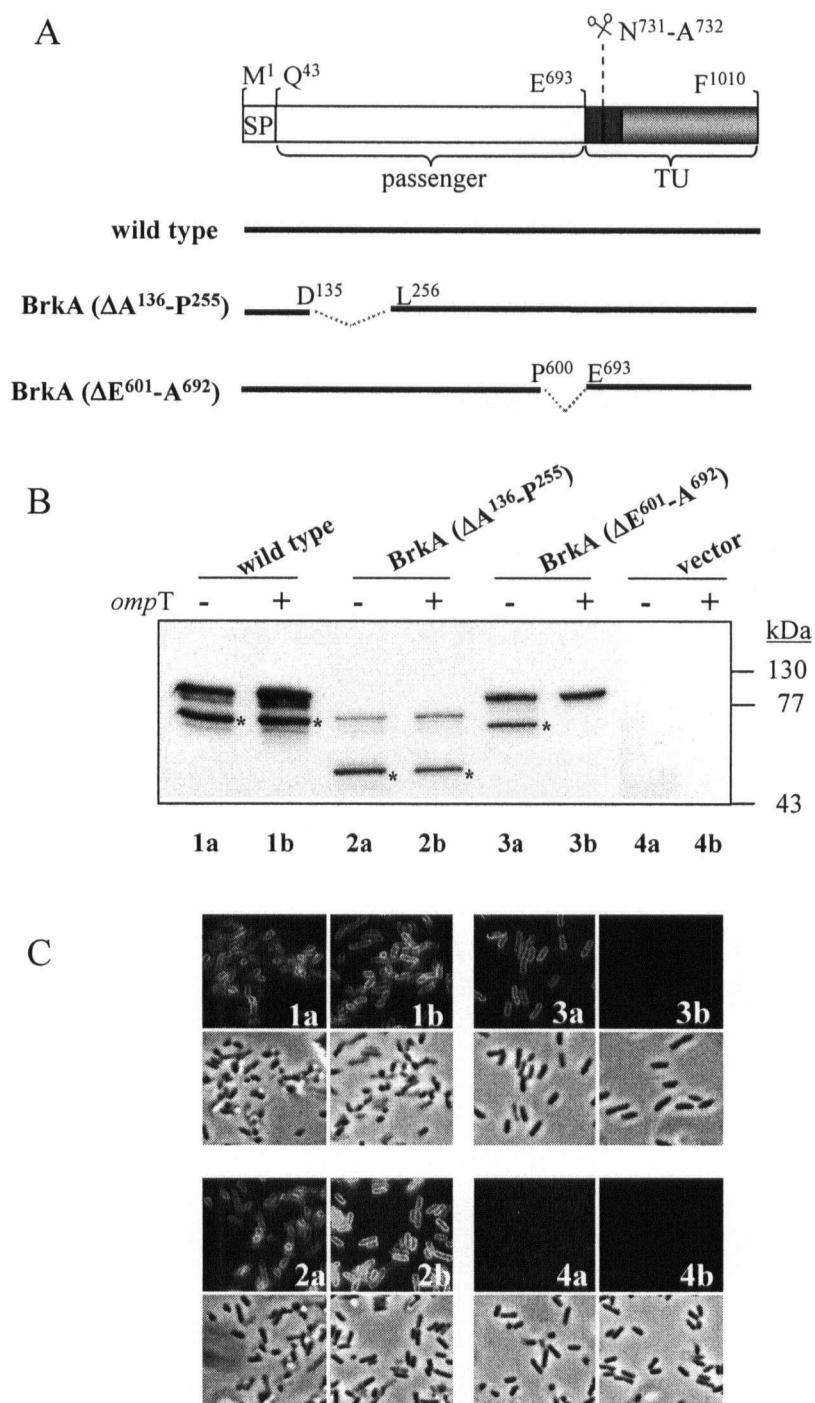 A
N⁷³¹-A⁷³²
M¹ Q⁴³ E⁶⁹³ F¹⁰¹⁰
SP
passenger TU
wild type
D¹³⁵ L²⁵⁶
BrkA (ΔA¹³⁶-P²⁵⁵)
P⁶⁰⁰ E⁶⁹³
BrkA (ΔE⁶⁰¹-A⁶⁹²)
B
wild type BrkA (ΔA¹³⁶-P²⁵⁵) BrkA (ΔE⁶⁰¹-A⁶⁹²) vector
ompT - + - + - + - +
kDa
130
77
* * * * *
43
1a 1b 2a 2b 3a 3b 4a 4b
C
1a 1b 3a 3b
2a 2b 4a 4b